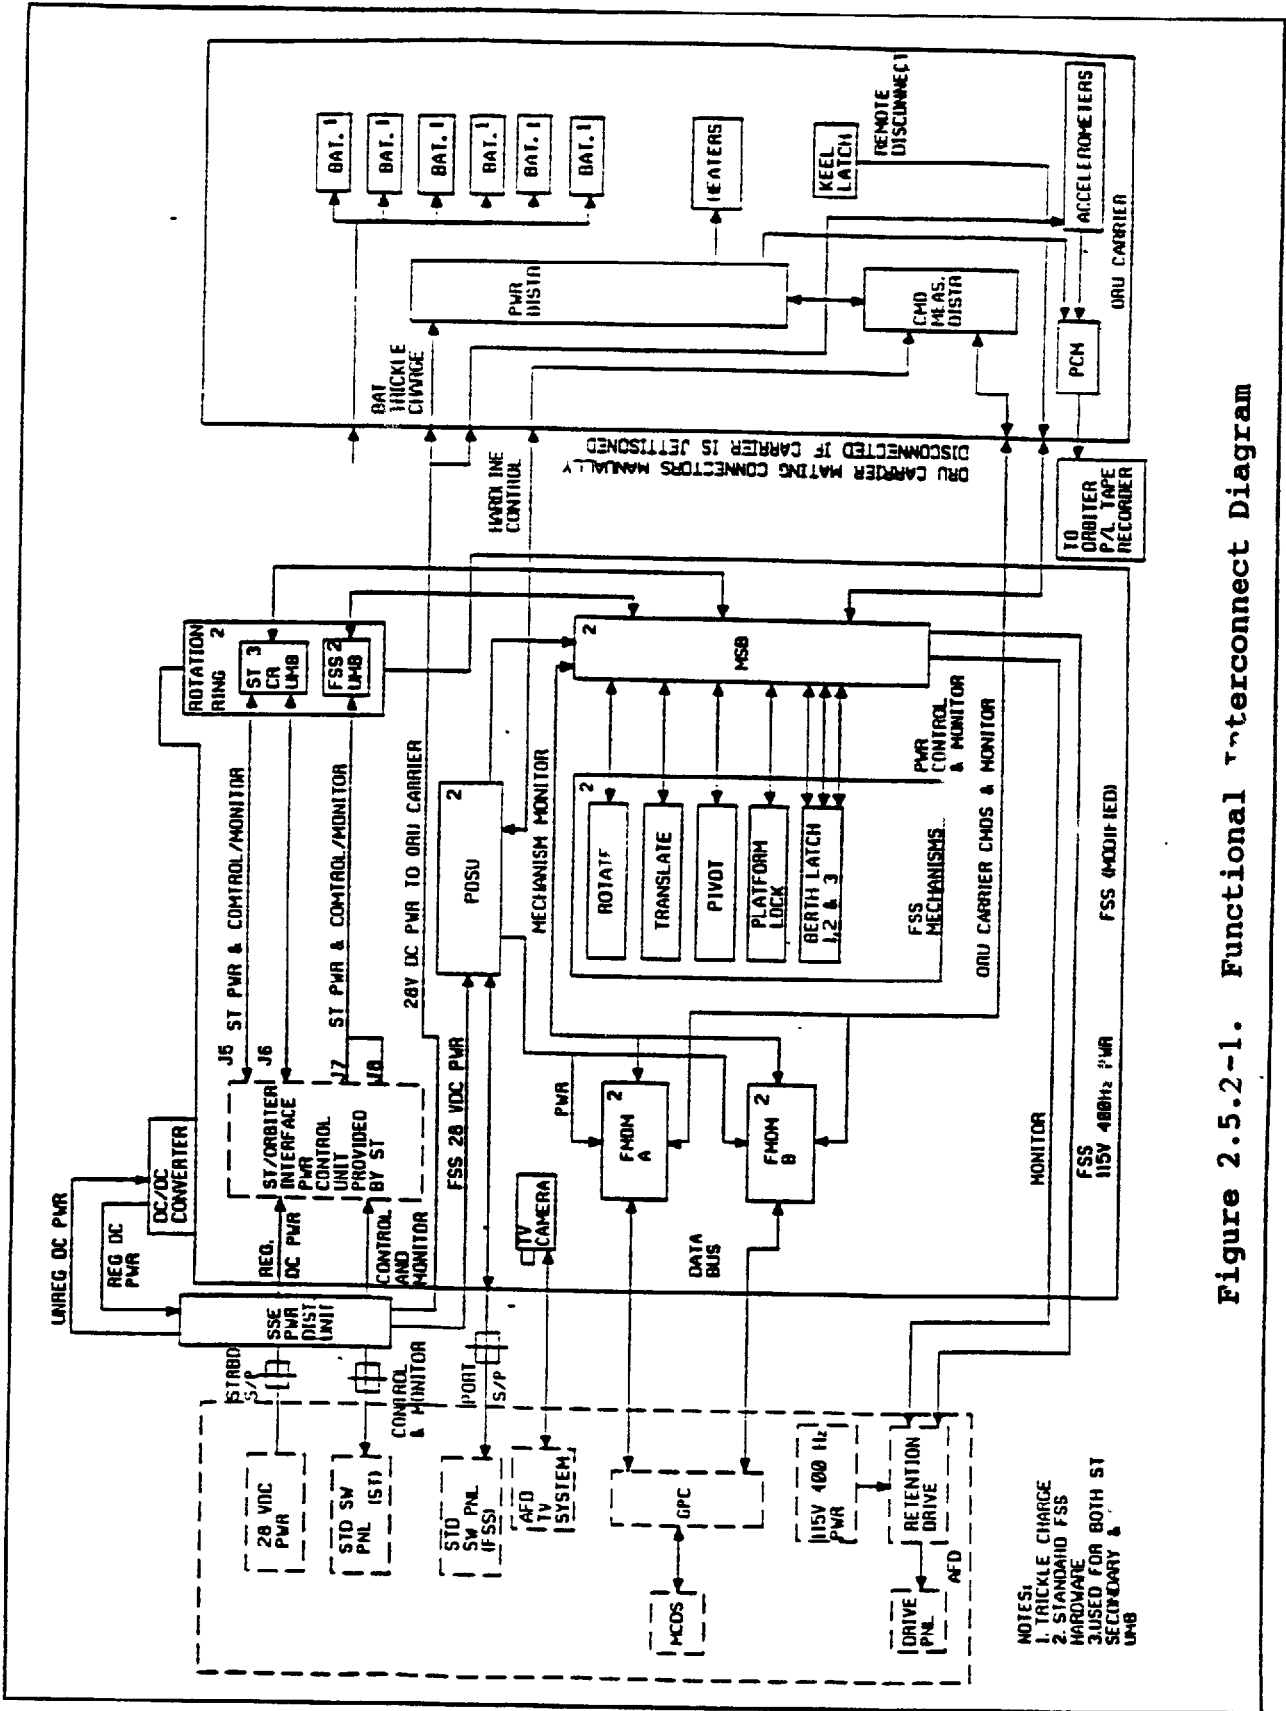 UNREG DC PWR
REG DC
PWR
DC/DC
CONVERTER
STRBD
S/P
SSE
PWR
DIST
UNIT
REG.
DC PWR
CONTROL
AND
MONITOR
CONTROL
& MONITOR
ST/ORBITER
INTERFACE
PWR
CONTROL
UNIT
PROVIDED
BY ST
J5
J6
J7
J8
ST PWR & COMTROL/MONITOR
ST PWR & CONTROL/MONITOR
ROTATION
RING 2
ST 3
CR
UMB
FSS 2
UMB
28 VDC
PWR
STD SW
PNL (ST)
PORT
S/P
STD
SW PNL
(FSS)
AFD
TV
SYSTEM
GPC
MCDS
115V 400 Hz
PWR
RETENTION
DRIVE
DRIVE
PNL
AFD
FSS 28 VDC PWR
28V DC PWR TO ORU CARRIER
PDSU
2
MECHANISM MONITOR
PWR
TV
CAMERA
DATA
BUS
FMDM
A
2
FMDM
B
2
2
ROTATE
TRANSLATE
PIVOT
PLATFORM
LOCK
BERTH LATCH
1,2 & 3
FSS
MECHANISMS
2
MSB
PWR
CONTROL
& MONITOR
ORU CARRIER CMDS & MONITOR
MONITOR
FSS
115V 400Hz PWR
FSS (MODIFIED)
HARDLINE
CONTROL
ORU CARRIER MATING CONNECTORS MANUALLY
DISCONNECTED IF CARRIER IS JETTISONED
TO
ORBITER
P/L TAPE
RECORDER
BAT
TRICKLE
CHARGE
BAT. 1
BAT. 1
BAT. 1
BAT. 1
BAT. 1
BAT. 1
PWR
DISTR
HEATERS
CMD
MEAS.
DISTR
KEEL
LATCH
REMOTE
DISCONNECT
PCM
ACCELEROMETERS
ORU CARRIER
NOTES:
1. TRICKLE CHARGE
2. STANDARD FSS
HARDWARE
3.USED FOR BOTH ST
SECONDARY &
UMB
Figure 2.5.2-1. Functional Interconnect Diagram